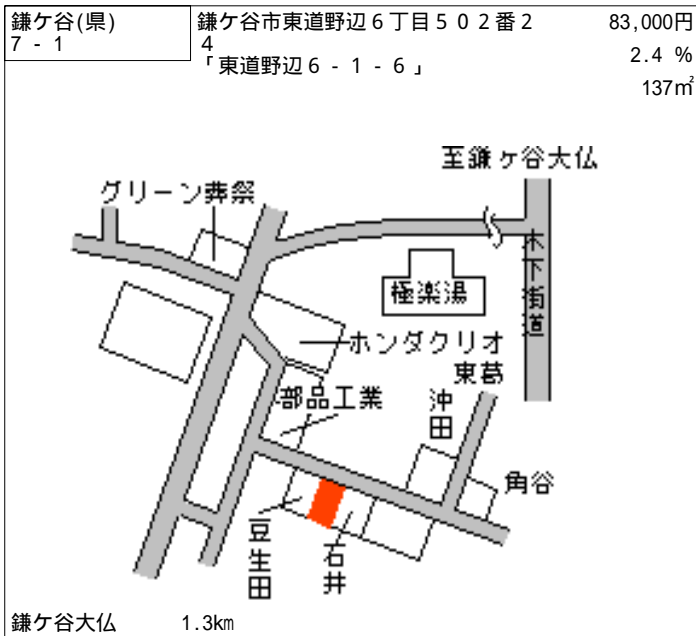 鎌ケ谷(県)
7 - 1
鎌ケ谷市東道野辺6丁目502番2
4
「東道野辺6 - 1 - 6」
83,000円
2.4 %
137㎡
至鎌ヶ谷大仏
グリーン葬祭
木下街道
極楽湯
ホンダクリオ
東葛
部品工業
沖田
角谷
豆生田
石井
鎌ケ谷大仏 1.3km